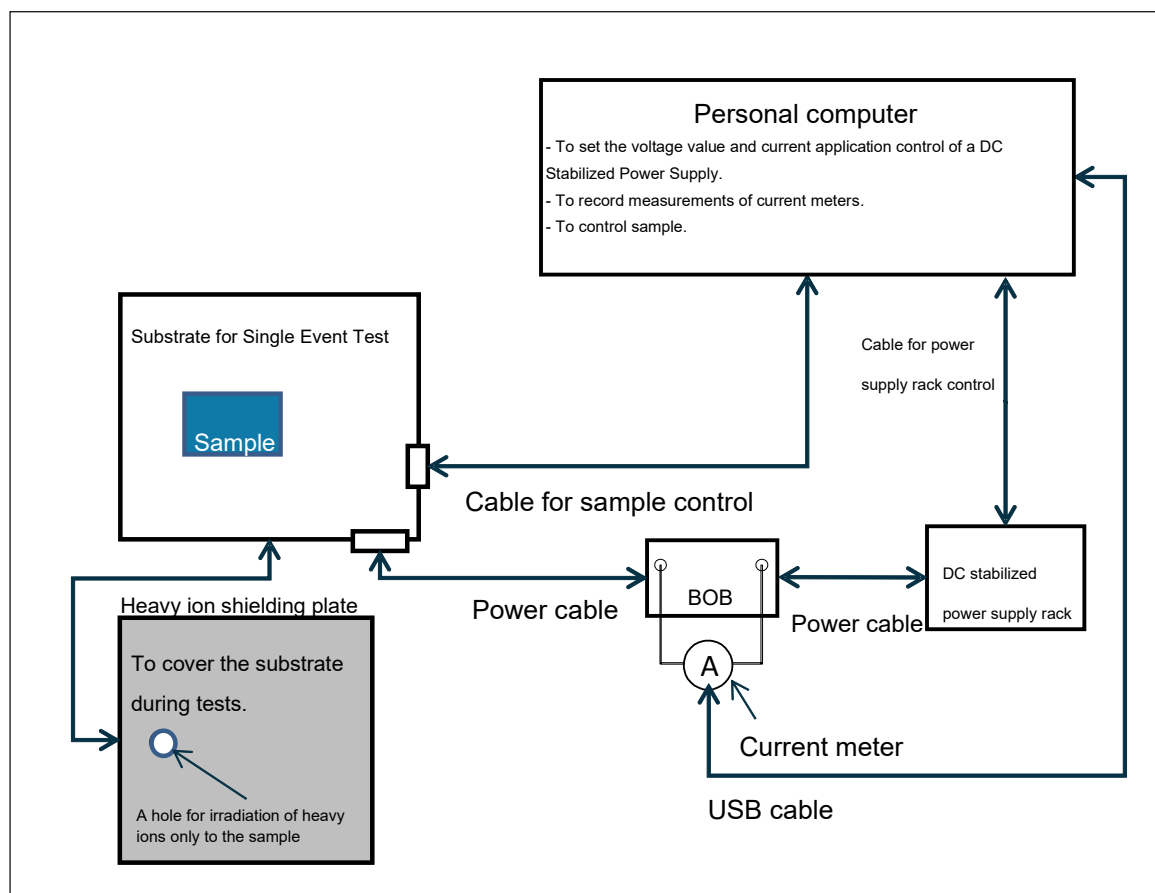 Personal computer
- To set the voltage value and current application control of a DC
Stabilized Power Supply.
- To record measurements of current meters.
- To control sample.
Substrate for Single Event Test
Sample
Cable for power
supply rack control
Cable for sample control
BOB
DC stabilized
power supply rack
Power cable
Power cable
Heavy ion shielding plate
To cover the substrate
during tests.
A
Current meter
USB cable
A hole for irradiation of heavy
ions only to the sample